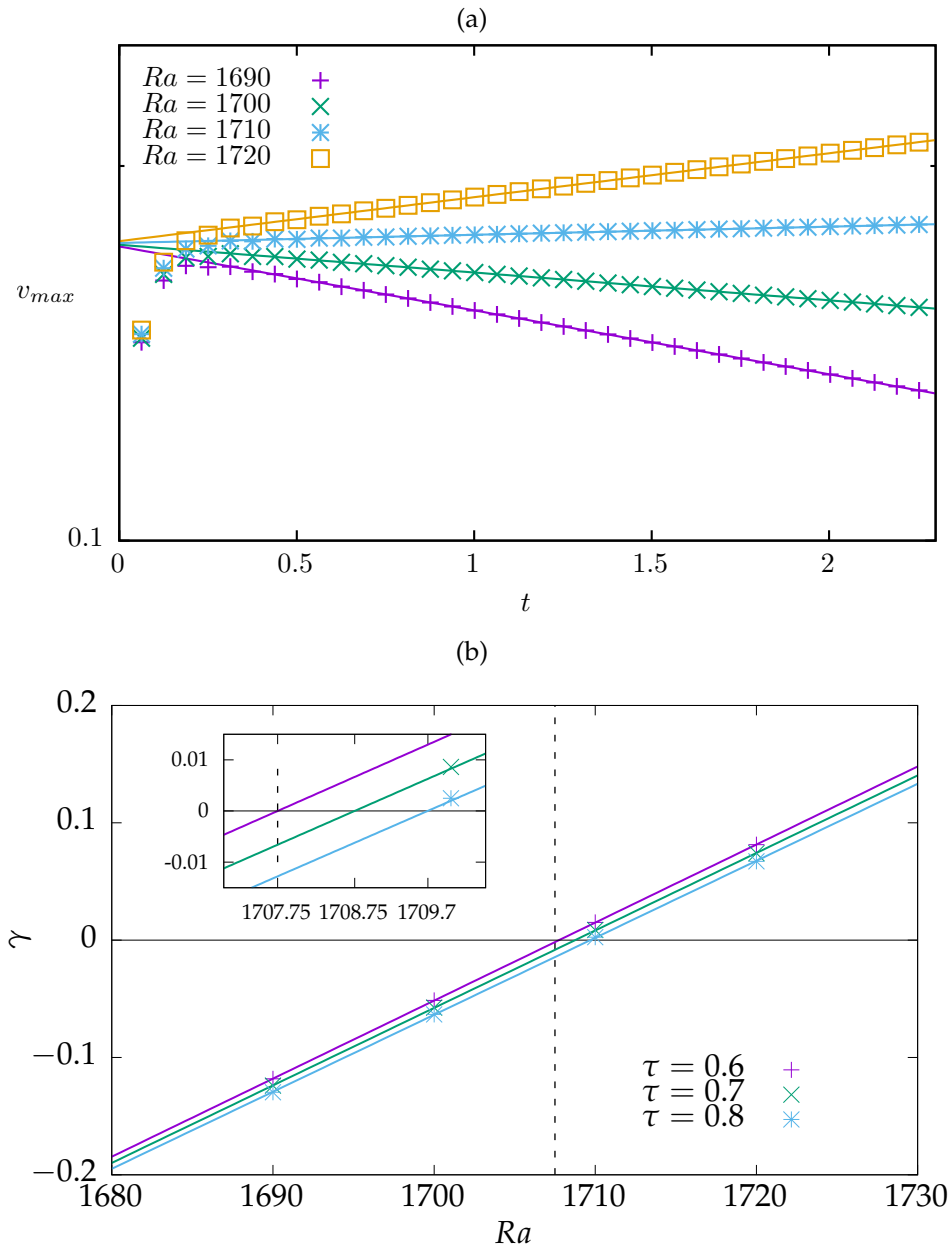 (a)
Ra = 1690
Ra = 1700
Ra = 1710
Ra = 1720
v_max
0.1
0 0.5 1 1.5 2
t
(b)
0.2
0.1
0
−0.1
−0.2
γ
0.01
0
-0.01
1707.75 1708.75 1709.7
τ = 0.6
τ = 0.7
τ = 0.8
1680 1690 1700 1710 1720 1730
Ra